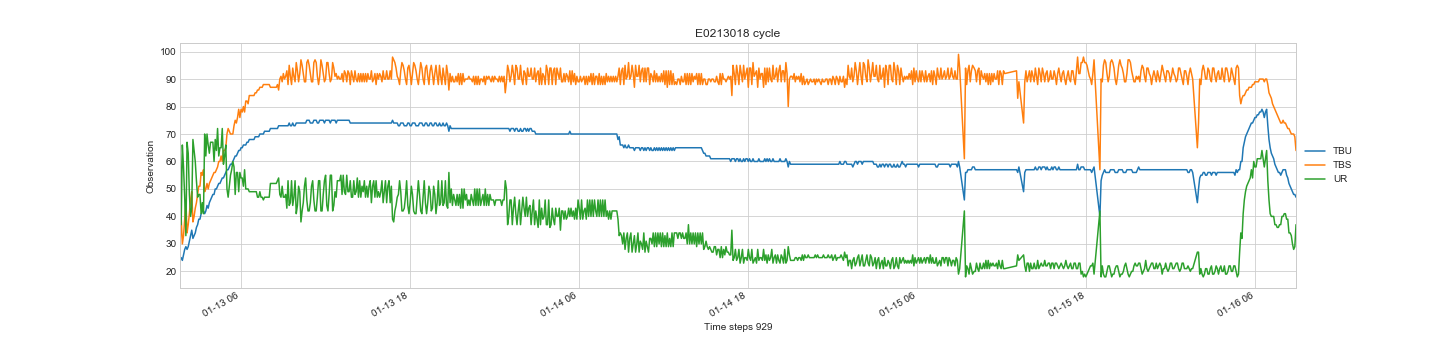 E0213018 cycle
Observation
100
90
80
70
60
50
40
30
20
01-13 06
01-13 18
01-14 06
01-14 18
01-15 06
01-15 18
01-16 06
Time steps 929
TBU
TBS
UR